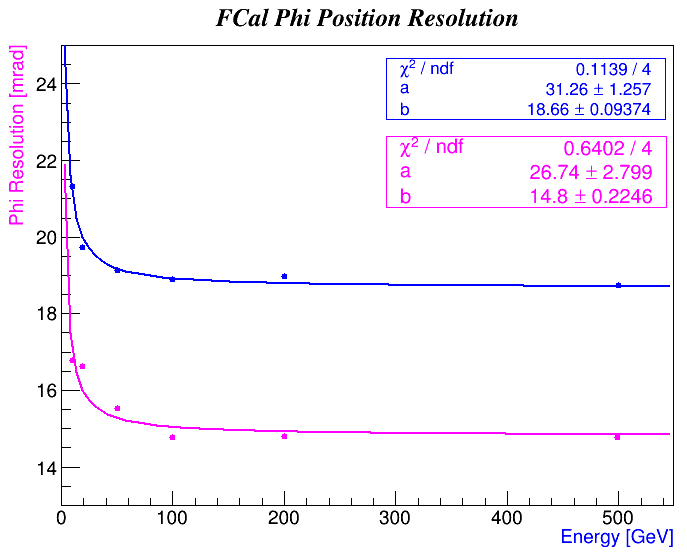 FCal Phi Position Resolution
Phi Resolution [mrad]
χ² / ndf 0.1139 / 4
a 31.26 ± 1.257
b 18.66 ± 0.09374
χ² / ndf 0.6402 / 4
a 26.74 ± 2.799
b 14.8 ± 0.2246
24
22
20
18
16
14
0 100 200 300 400 500
Energy [GeV]